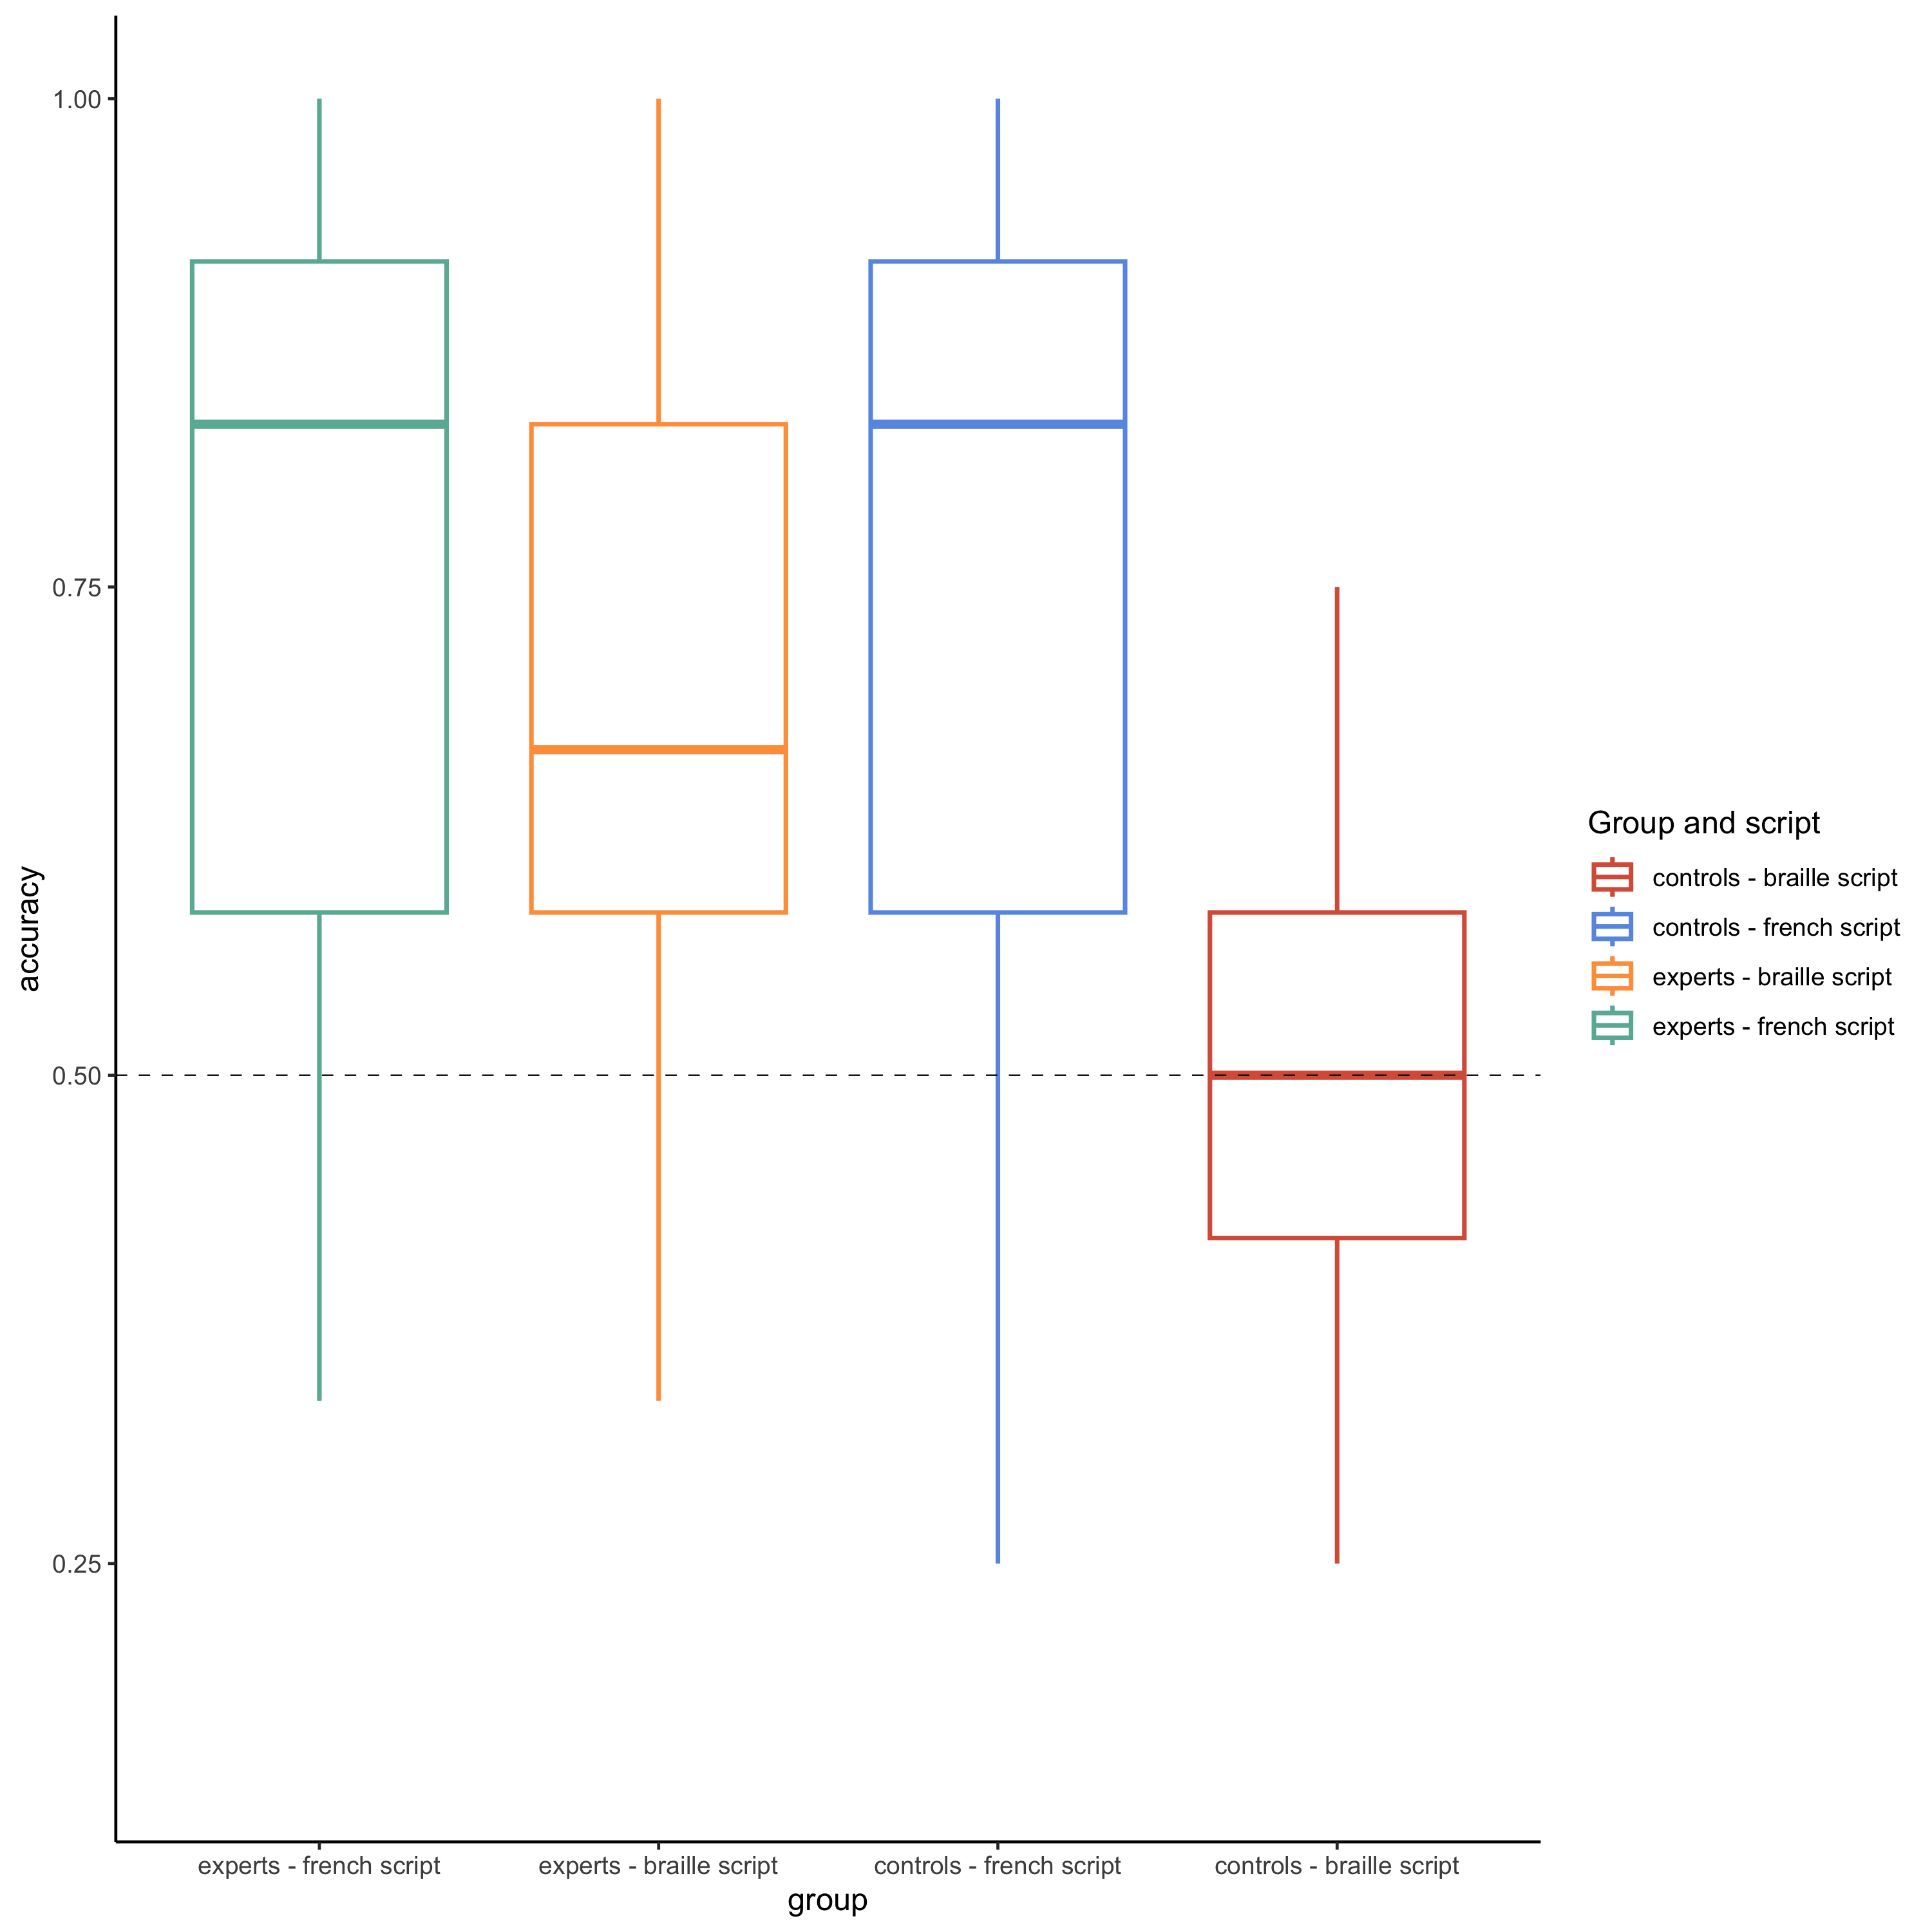 1.00
0.75
0.50
0.25
accuracy
experts - french script
experts - braille script
controls - french script
controls - braille script
group
Group and script
controls - braille script
controls - french script
experts - braille script
experts - french script